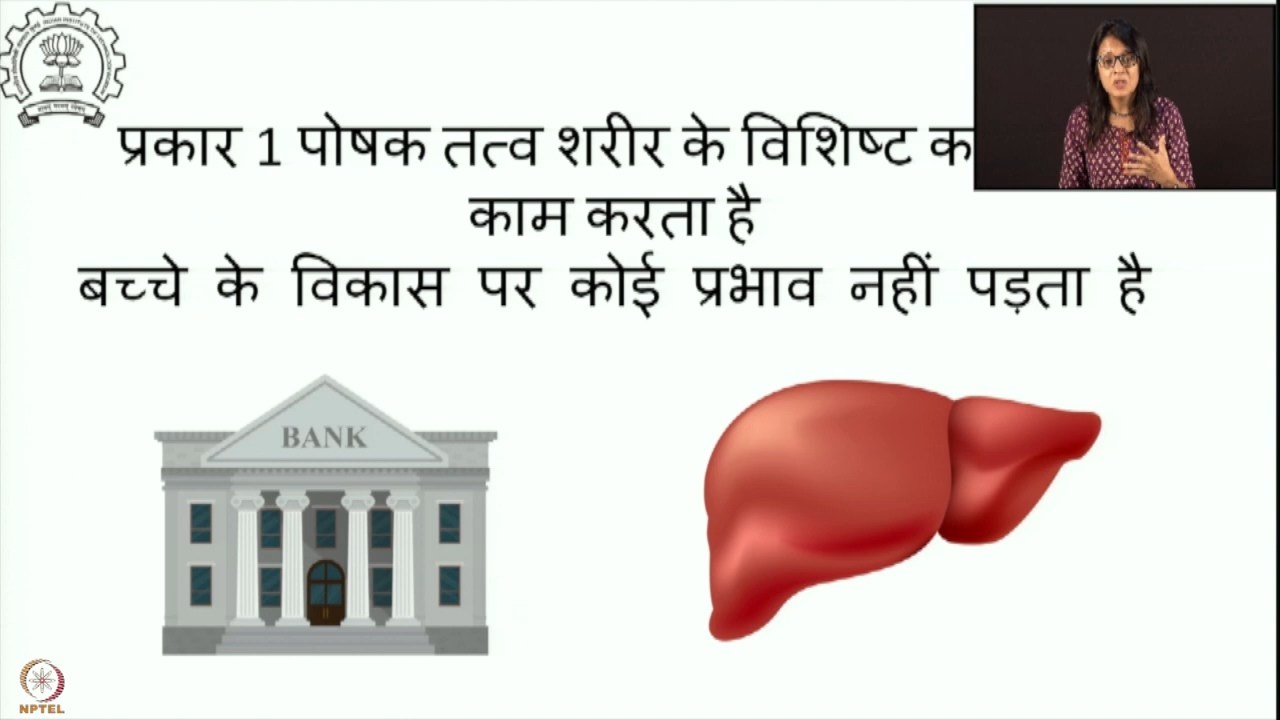 प्रकार 1 पोषक तत्व शरीर के विशिष्ट
काम करता है
बच्चे के विकास पर कोई प्रभाव नहीं पड़ता है
BANK
NPTEL